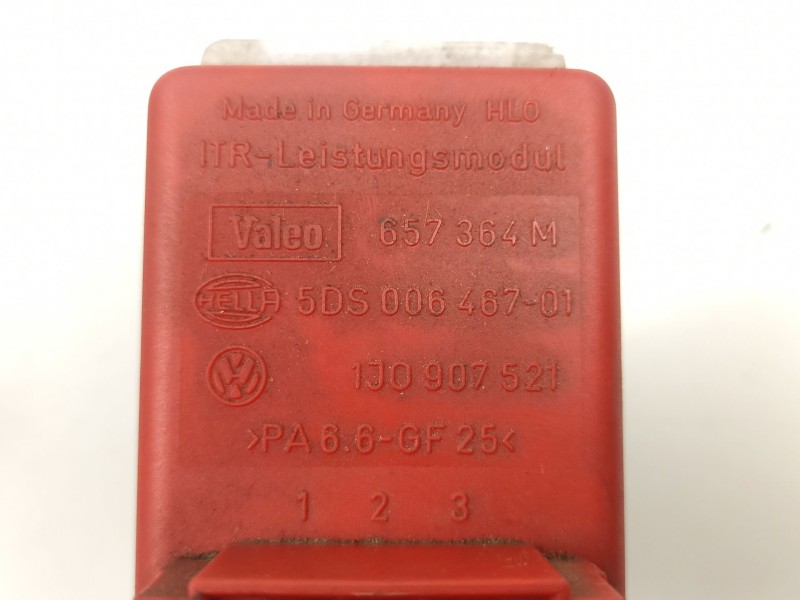 Made in Germany HLO
ITR-Leistungsmodul
Valeo 657 364 M
HELLA 5DS 006 467-01
VW 1J0 907 521
>PA 6.6-GF 25<
1 2 3